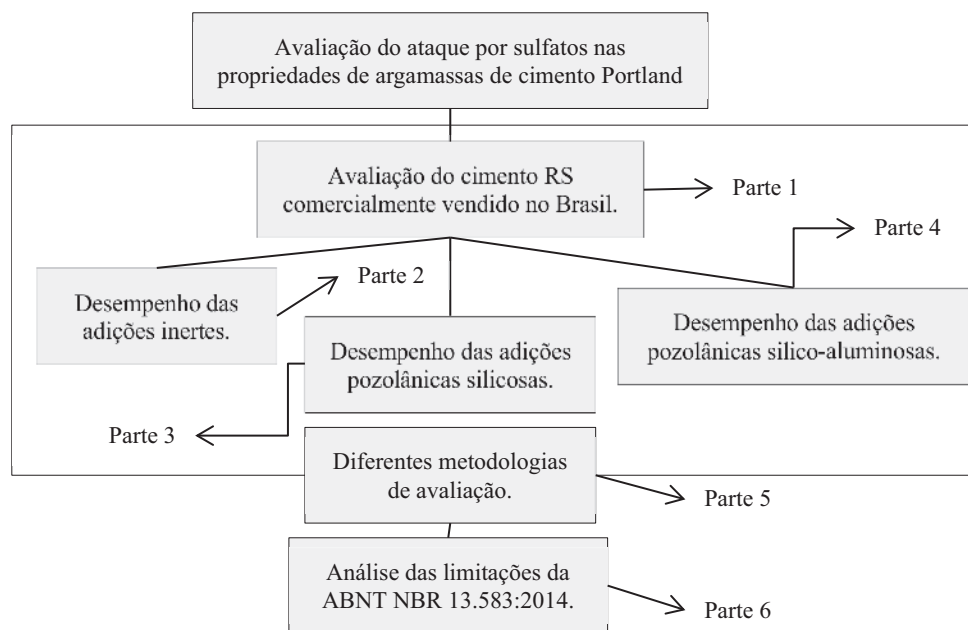 Avaliação do ataque por sulfatos nas
propriedades de argamassas de cimento Portland
Avaliação do cimento RS
comercialmente vendido no Brasil.
Parte 1
Parte 4
Parte 2
Desempenho das
adições inertes.
Desempenho das adições
pozolânicas silico-aluminosas.
Desempenho das adições
pozolânicas silicosas.
Parte 3
Diferentes metodologias
de avaliação.
Parte 5
Análise das limitações da
ABNT NBR 13.583:2014.
Parte 6